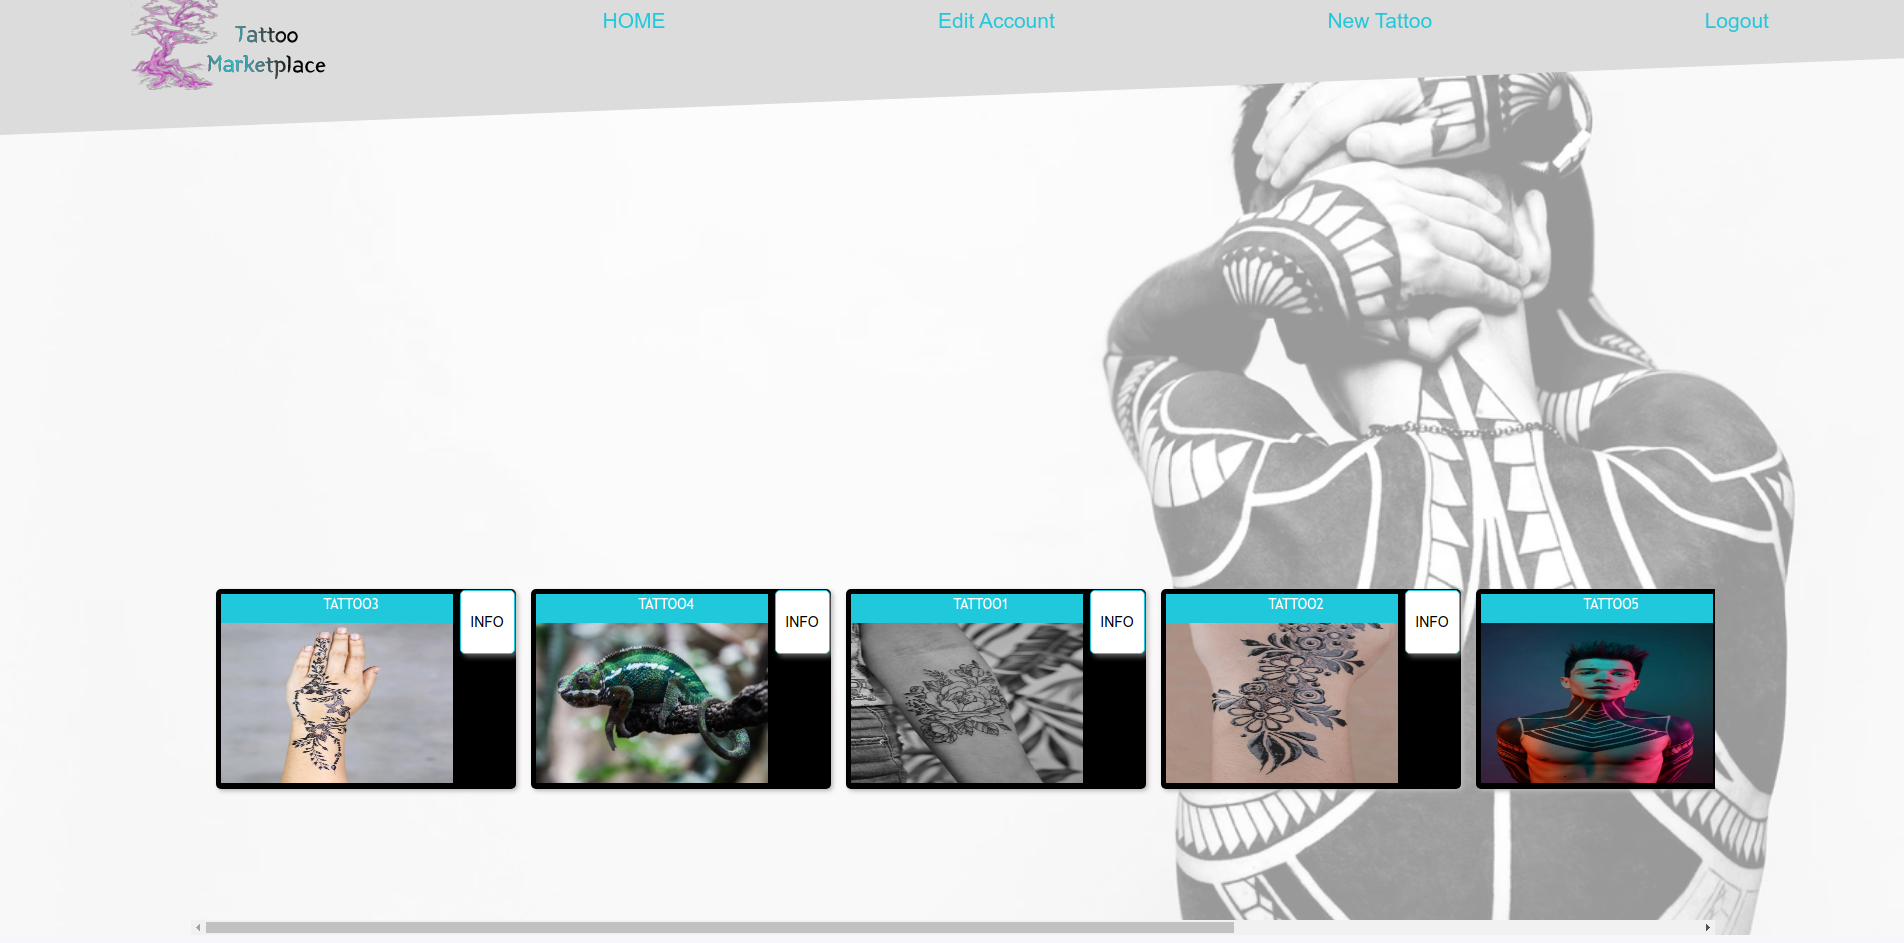 Tattoo
Marketplace
HOME
Edit Account
New Tattoo
Logout
TATTOO3
INFO
TATTOO4
INFO
TATTOO1
INFO
TATTOO2
INFO
TATTOO5